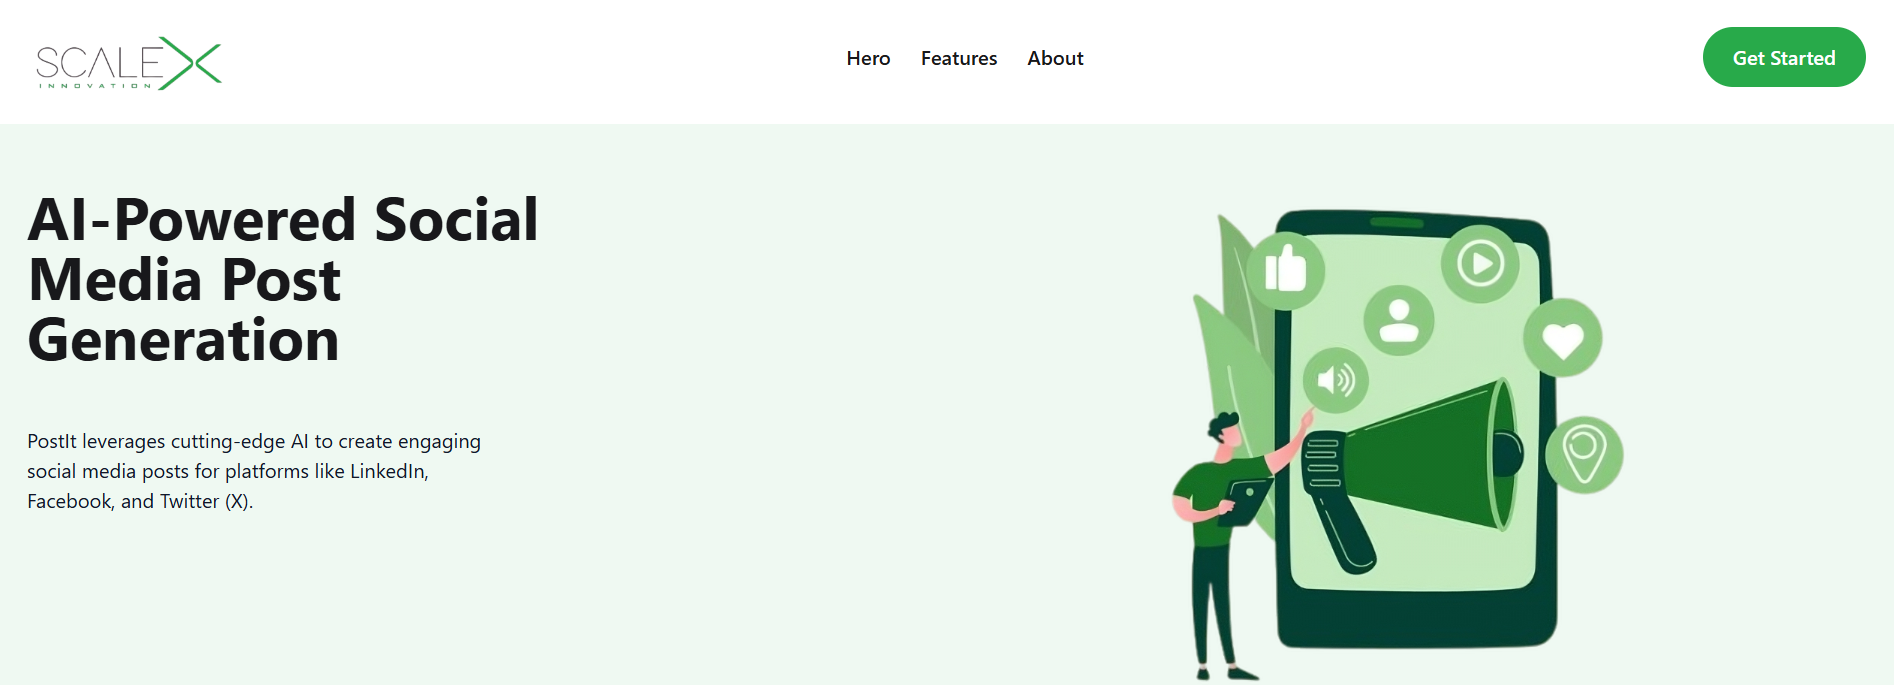 SCALEX
INNOVATION
Hero
Features
About
Get Started
AI-Powered Social
Media Post
Generation
PostIt leverages cutting-edge AI to create engaging
social media posts for platforms like LinkedIn,
Facebook, and Twitter (X).